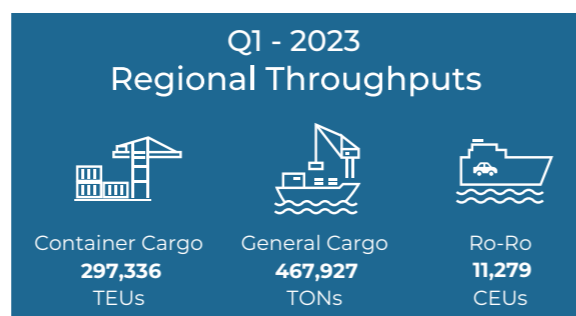 Q1 - 2023
Regional Throughputs
Container Cargo
297,336
TEUs
General Cargo
467,927
TONs
Ro-Ro
11,279
CEUs